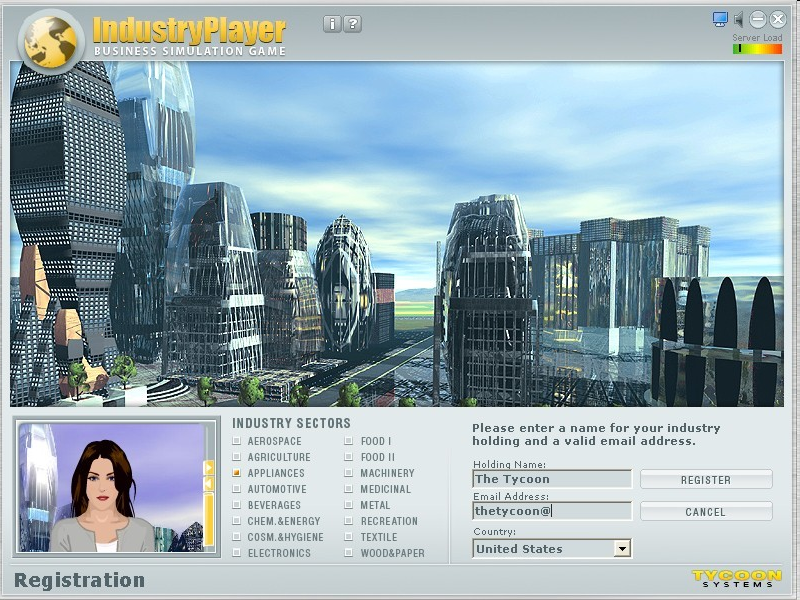 IndustryPlayer
BUSINESS SIMULATION GAME
i ?
Server Load
INDUSTRY SECTORS
AEROSPACE
AGRICULTURE
APPLIANCES
AUTOMOTIVE
BEVERAGES
CHEM.&ENERGY
COSM.&HYGIENE
ELECTRONICS
FOOD I
FOOD II
MACHINERY
MEDICINAL
METAL
RECREATION
TEXTILE
WOOD&PAPER
Please enter a name for your industry
holding and a valid email address.
Holding Name:
The Tycoon
REGISTER
Email Address:
thetycoon@
CANCEL
Country:
United States
Registration
TYCOON
SYSTEMS